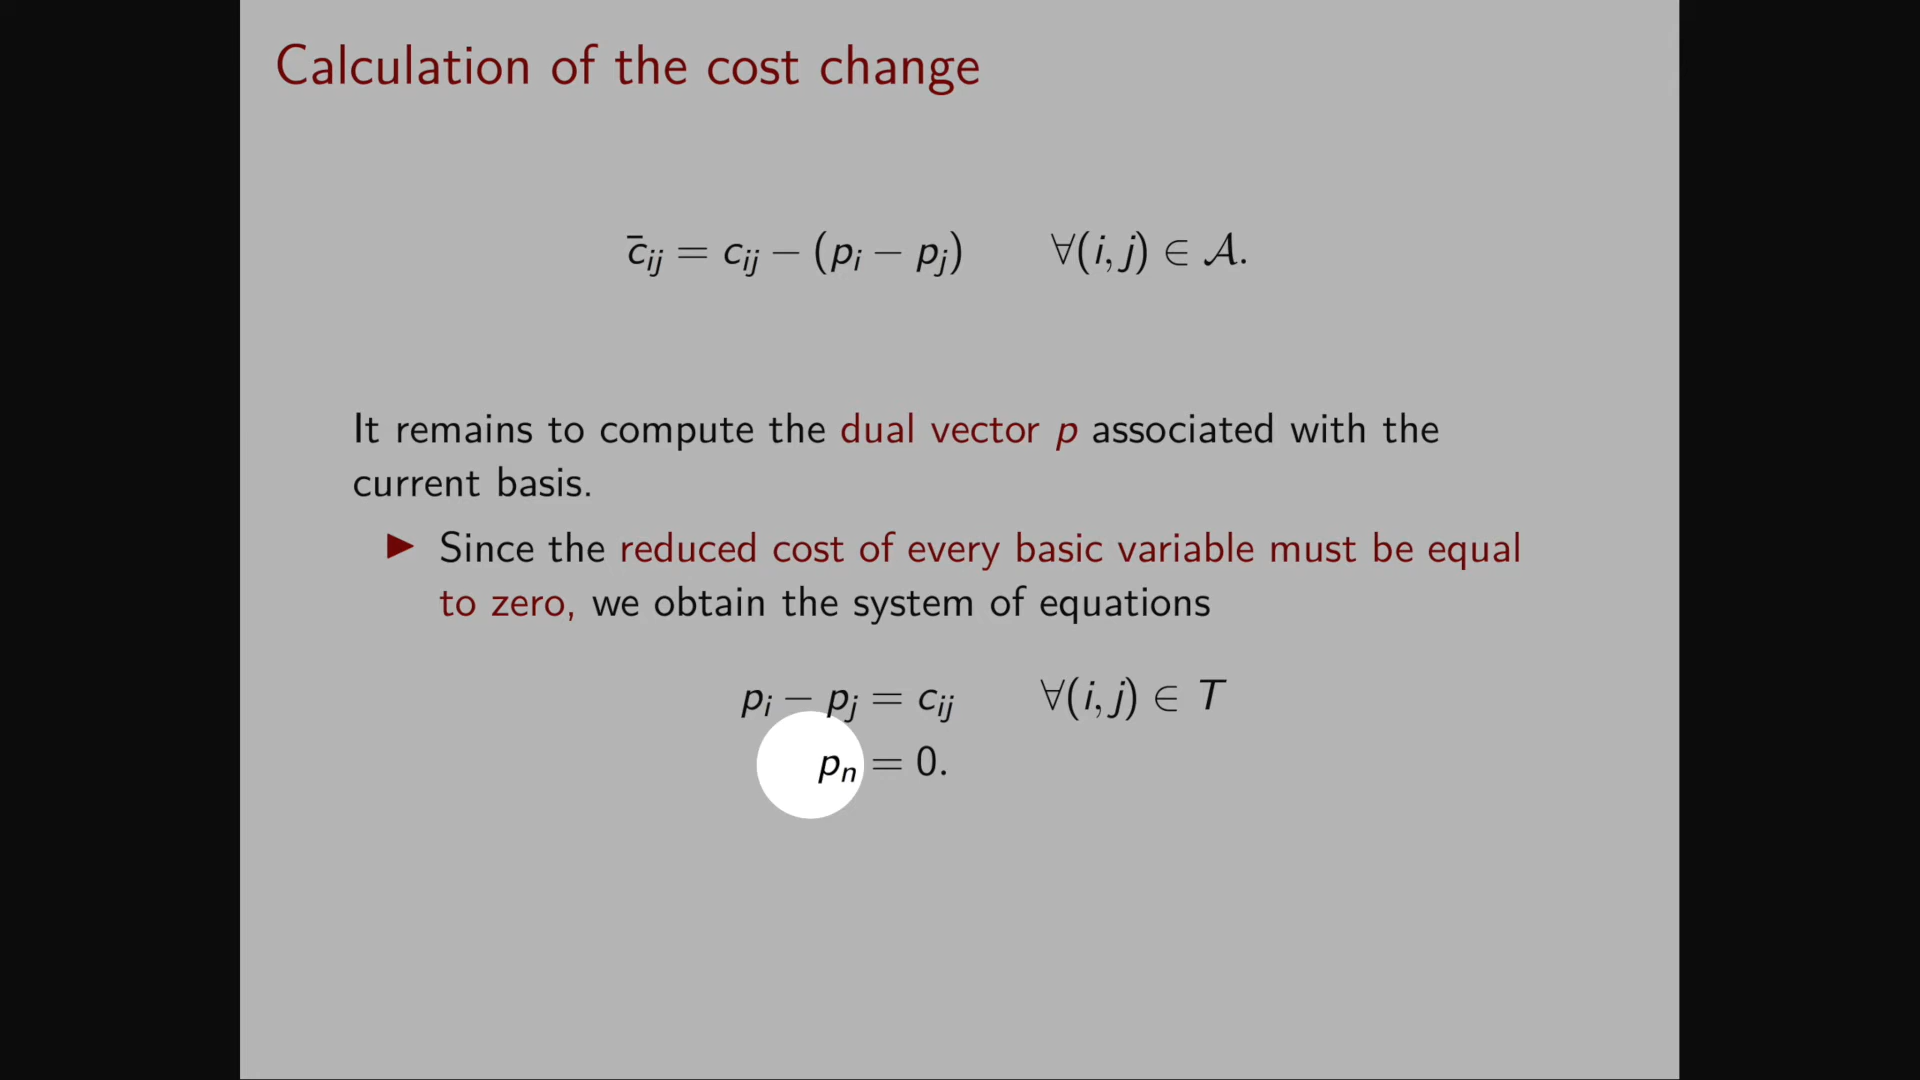 Calculation of the cost change
c̄ᵢⱼ = cᵢⱼ − (pᵢ − pⱼ)  ∀(i, j) ∈ 𝒜.
It remains to compute the dual vector p associated with the
current basis.
▶ Since the reduced cost of every basic variable must be equal
to zero, we obtain the system of equations
pᵢ − pⱼ = cᵢⱼ  ∀(i, j) ∈ T
pₙ = 0.